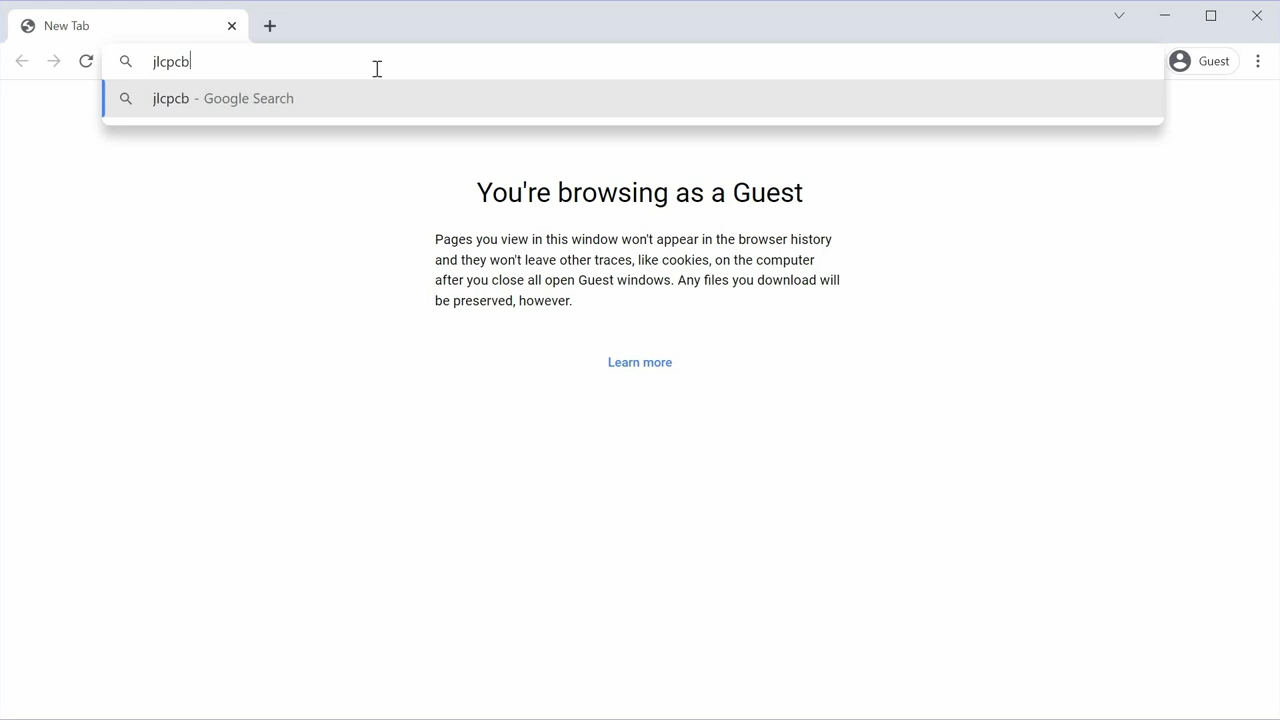 New Tab
jlcpcb
Guest
jlcpcb - Google Search
You're browsing as a Guest
Pages you view in this window won't appear in the browser history
and they won't leave other traces, like cookies, on the computer
after you close all open Guest windows. Any files you download will
be preserved, however.
Learn more